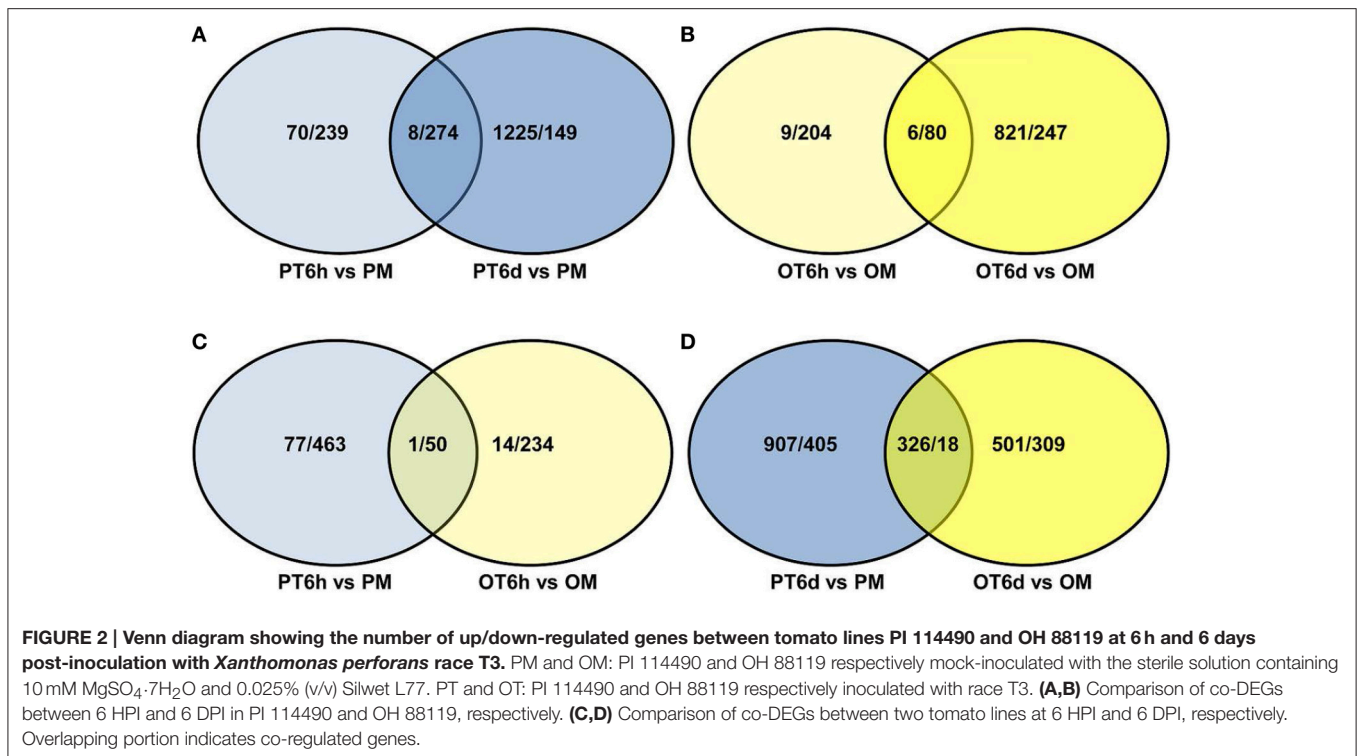 A
B
70/239
8/274
1225/149
9/204
6/80
821/247
PT6h vs PM
PT6d vs PM
OT6h vs OM
OT6d vs OM
C
D
77/463
1/50
14/234
907/405
326/18
501/309
PT6h vs PM
OT6h vs OM
PT6d vs PM
OT6d vs OM
FIGURE 2 | Venn diagram showing the number of up/down-regulated genes between tomato lines PI 114490 and OH 88119 at 6 h and 6 days
post-inoculation with Xanthomonas perforans race T3. PM and OM: PI 114490 and OH 88119 respectively mock-inoculated with the sterile solution containing
10 mM MgSO₄·7H₂O and 0.025% (v/v) Silwet L77. PT and OT: PI 114490 and OH 88119 respectively inoculated with race T3. (A,B) Comparison of co-DEGs
between 6 HPI and 6 DPI in PI 114490 and OH 88119, respectively. (C,D) Comparison of co-DEGs between two tomato lines at 6 HPI and 6 DPI, respectively.
Overlapping portion indicates co-regulated genes.